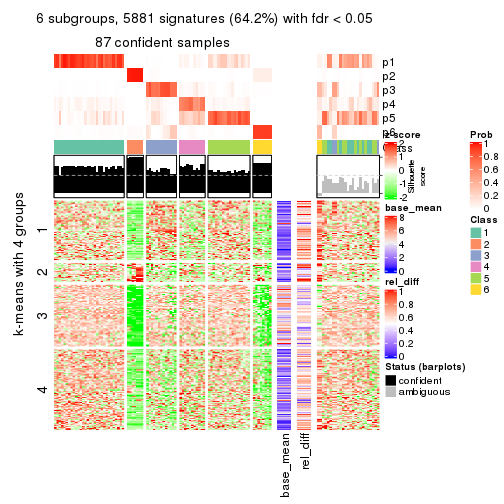 6 subgroups, 5881 signatures (64.2%) with fdr < 0.05
87 confident samples
p1
p2
p3
p4
p5
p6
Class
Silhouette
score
k-means with 4 groups
1
2
3
4
base_mean
rel_diff
z-score
2
1
0
-1
-2
base_mean
8
6
4
2
0
rel_diff
1
0.8
0.6
0.4
0.2
0
Status (barplots)
confident
ambiguous
Prob
1
0.8
0.6
0.4
0.2
0
Class
1
2
3
4
5
6